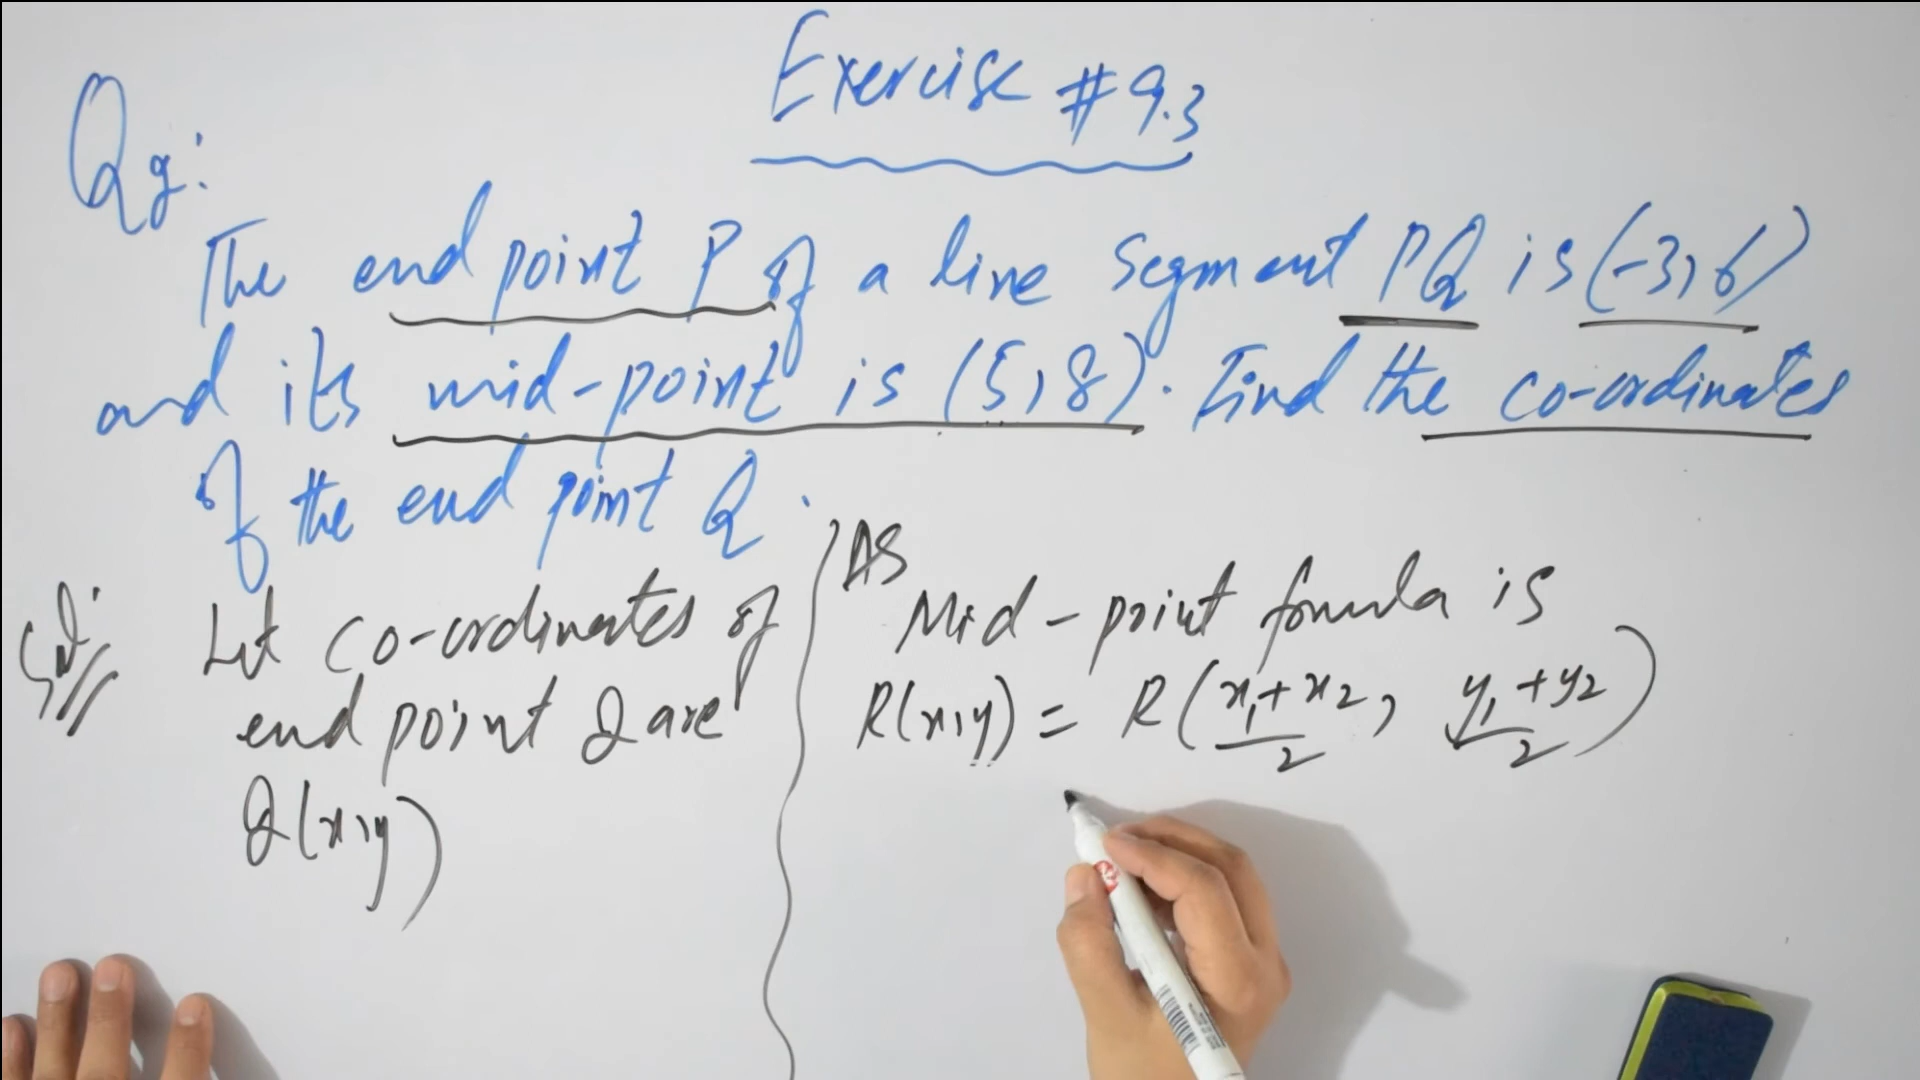 Exercise #9.3
Q9:
The end point P of a line segment PQ is (-3,6)
and its mid-point is (5,8). Find the co-ordinates
of the end point Q.
Sol: Let co-ordinates of
end point Q are
Q(x,y)
As
Mid-point fomula is
R(x,y) = R(x₁+x₂/2, y₁+y₂/2)